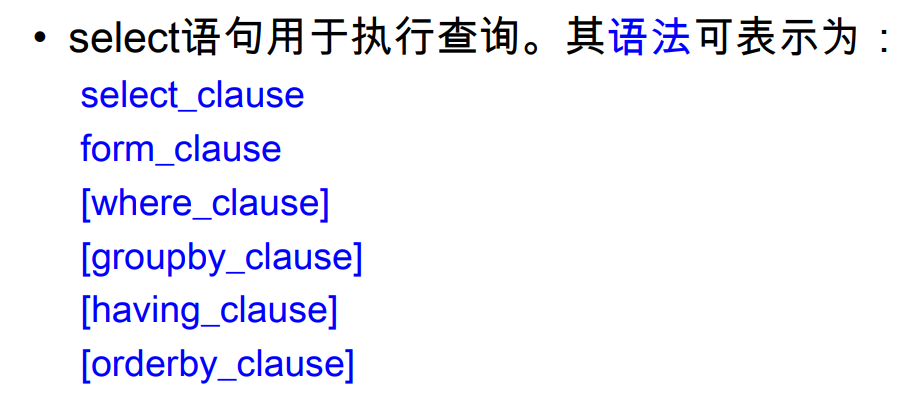 • select语句用于执行查询。其语法可表示为：
select_clause
form_clause
[where_clause]
[groupby_clause]
[having_clause]
[orderby_clause]